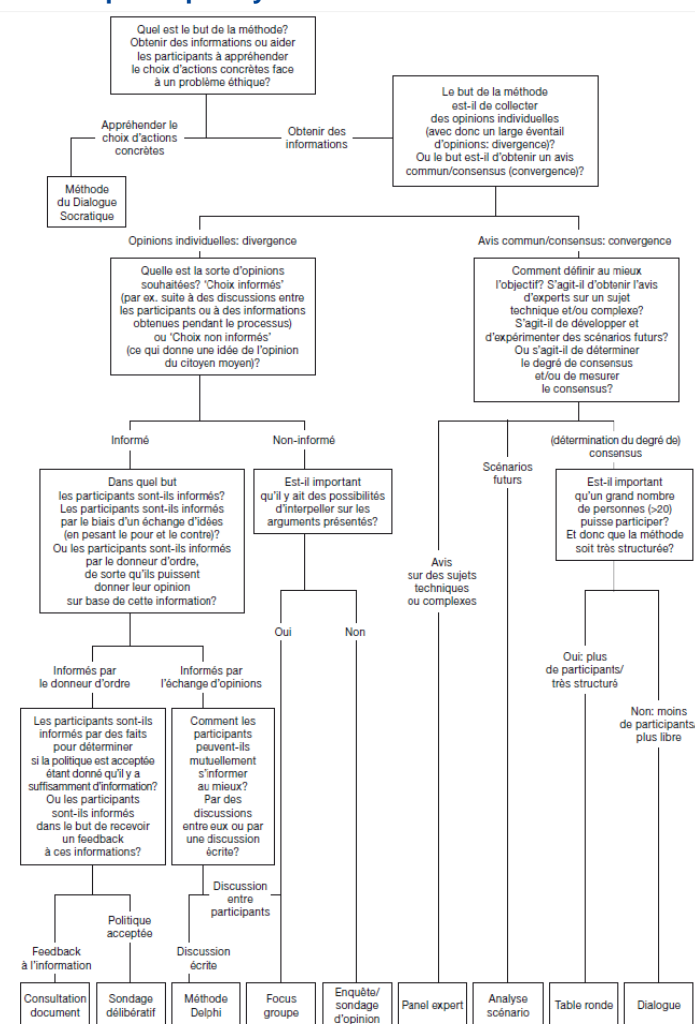 Quel est le but de la méthode?
Obtenir des informations ou aider
les participants à appréhender
le choix d'actions concrètes face
à un problème éthique?
Le but de la méthode
est-il de collecter
des opinions individuelles
(avec donc un large éventail
d'opinions: divergence)?
Ou le but est-il d'obtenir un avis
commun/consensus (convergence)?
Appréhender le
choix d'actions
concrètes
Obtenir des
informations
Méthode
du Dialogue
Socratique
Opinions individuelles: divergence
Avis commun/consensus: convergence
Quelle est la sorte d'opinions
souhaitées? 'Choix informés'
(par ex. suite à des discussions entre
les participants ou à des informations
obtenues pendant le processus)
ou 'Choix non informés'
(ce qui donne une idée de l'opinion
du citoyen moyen)?
Comment définir au mieux
l'objectif? S'agit-il d'obtenir l'avis
d'experts sur un sujet
technique et/ou complexe?
S'agit-il de développer et
d'expérimenter des scénarios futurs?
Ou s'agit-il de déterminer
le degré de consensus
et/ou de mesurer
le consensus?
Informé
Non-informé
(détermination du degré de)
consensus
Scénarios
futurs
Dans quel but
les participants sont-ils informés?
Les participants sont-ils informés
par le biais d'un échange d'idées
(en pesant le pour et le contre)?
Ou les participants sont-ils informés
par le donneur d'ordre,
de sorte qu'ils puissent
donner leur opinion
sur base de cette information?
Est-il important
qu'il y ait des possibilités
d'interpeller sur les
arguments présentés?
Est-il important
qu'un grand nombre
de personnes (>20)
puisse participer?
Et donc que la méthode
soit très structurée?
Avis
sur des sujets
techniques
ou complexes
Oui
Non
Oui: plus
de participants/
très structuré
Non: moins
de participants/
plus libre
Informés par
le donneur d'ordre
Informés par
l'échange d'opinions
Les participants sont-ils
informés par des faits
pour déterminer
si la politique est acceptée
étant donné qu'il y a
suffisamment d'information?
Ou les participants
sont-ils informés
dans le but de recevoir
un feedback
à ces informations?
Comment les
participants
peuvent-ils
mutuellement
s'informer
au mieux?
Par des
discussions
entre eux ou par
une discussion
écrite?
Discussion
entre
participants
Politique
acceptée
Feedback
à l'information
Discussion
écrite
Consultation
document
Sondage
délibératif
Méthode
Delphi
Focus
groupe
Enquête/
sondage
d'opinion
Panel expert
Analyse
scénario
Table ronde
Dialogue